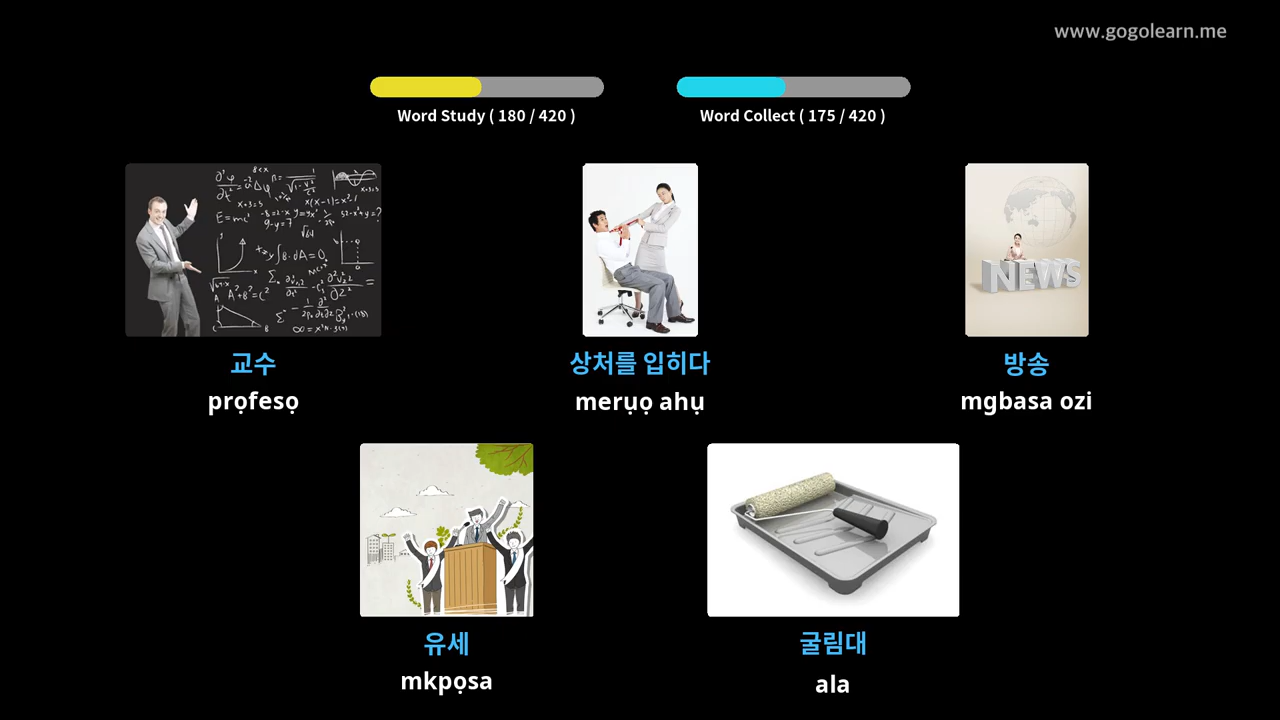 www.gogolearn.me
Word Study ( 180 / 420 )
Word Collect ( 175 / 420 )
NEWS
교수
prọfesọ
상처를 입히다
merụọ ahụ
방송
mgbasa ozi
유세
mkpọsa
굴림대
ala